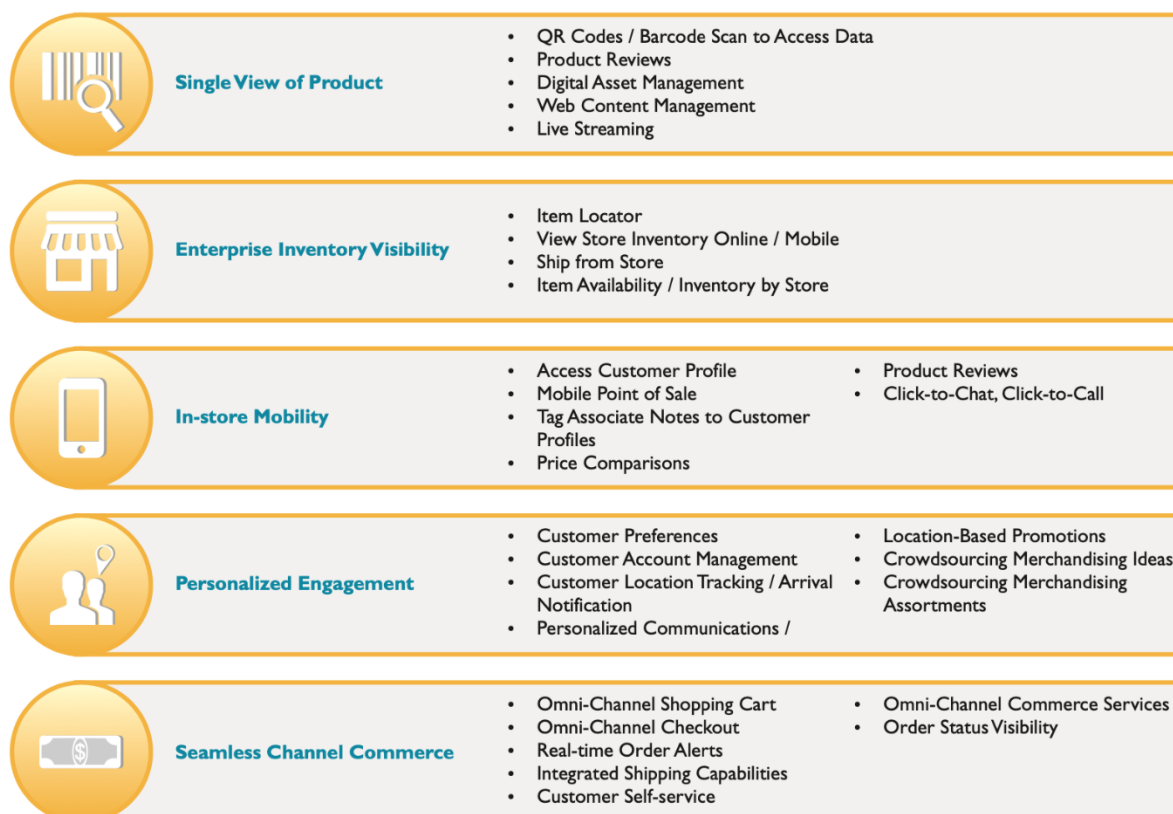 Single View of Product
• QR Codes / Barcode Scan to Access Data
• Product Reviews
• Digital Asset Management
• Web Content Management
• Live Streaming
Enterprise Inventory Visibility
• Item Locator
• View Store Inventory Online / Mobile
• Ship from Store
• Item Availability / Inventory by Store
In-store Mobility
• Access Customer Profile
• Mobile Point of Sale
• Tag Associate Notes to Customer
Profiles
• Price Comparisons
• Product Reviews
• Click-to-Chat, Click-to-Call
Personalized Engagement
• Customer Preferences
• Customer Account Management
• Customer Location Tracking / Arrival
Notification
• Personalized Communications /
• Location-Based Promotions
• Crowdsourcing Merchandising Ideas
• Crowdsourcing Merchandising
Assortments
$
Seamless Channel Commerce
• Omni-Channel Shopping Cart
• Omni-Channel Checkout
• Real-time Order Alerts
• Integrated Shipping Capabilities
• Customer Self-service
• Omni-Channel Commerce Services
• Order Status Visibility